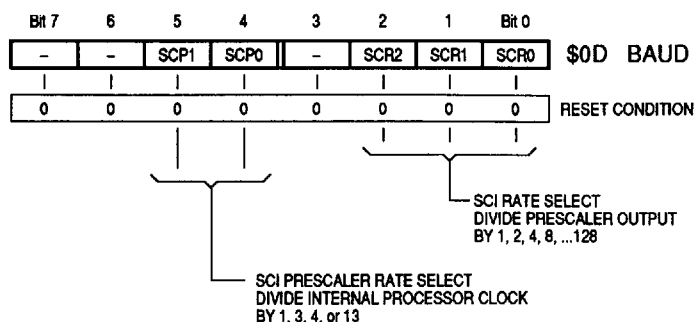 Bit 7 6 5 4 3 2 1 Bit 0
– – SCP1 SCP0 – SCR2 SCR1 SCR0 $0D BAUD
0 0 0 0 0 0 0 0 RESET CONDITION
SCI RATE SELECT
DIVIDE PRESCALER OUTPUT
BY 1, 2, 4, 8, ...128
SCI PRESCALER RATE SELECT
DIVIDE INTERNAL PROCESSOR CLOCK
BY 1, 3, 4, or 13